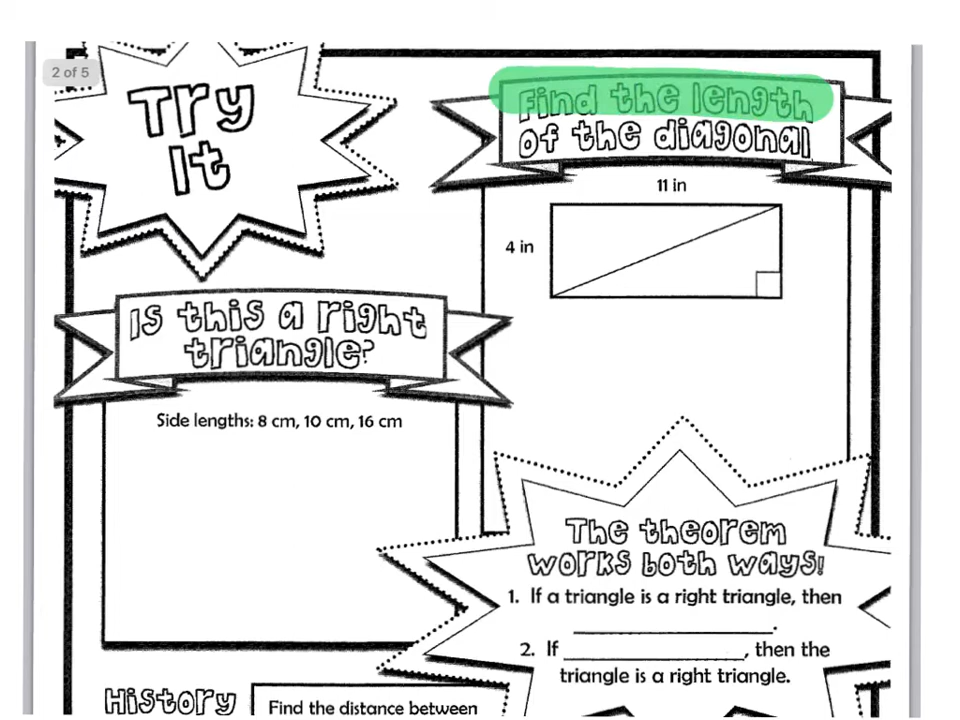 2 of 5
Try
It
Find the length
of the diagonal
11 in
4 in
Is this a right
triangle?
Side lengths: 8 cm, 10 cm, 16 cm
The theorem
works both ways!
1. If a triangle is a right triangle, then
____________________.
2. If ____________________, then the
triangle is a right triangle.
History
Find the distance between